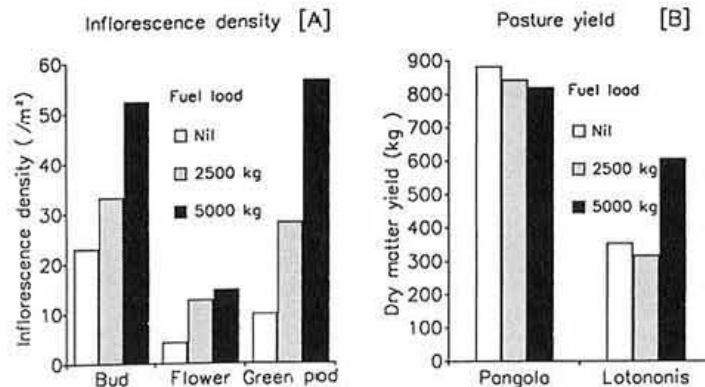 Inflorescence density [A]
Inflorescence density (/m²)
60
50
40
30
20
10
0
Fuel load
Nil
2500 kg
5000 kg
Bud Flower Green pod
Pasture yield [B]
Dry matter yield (kg)
900
800
700
600
500
400
300
200
100
0
Fuel load
Nil
2500 kg
5000 kg
Pangola Lotononis